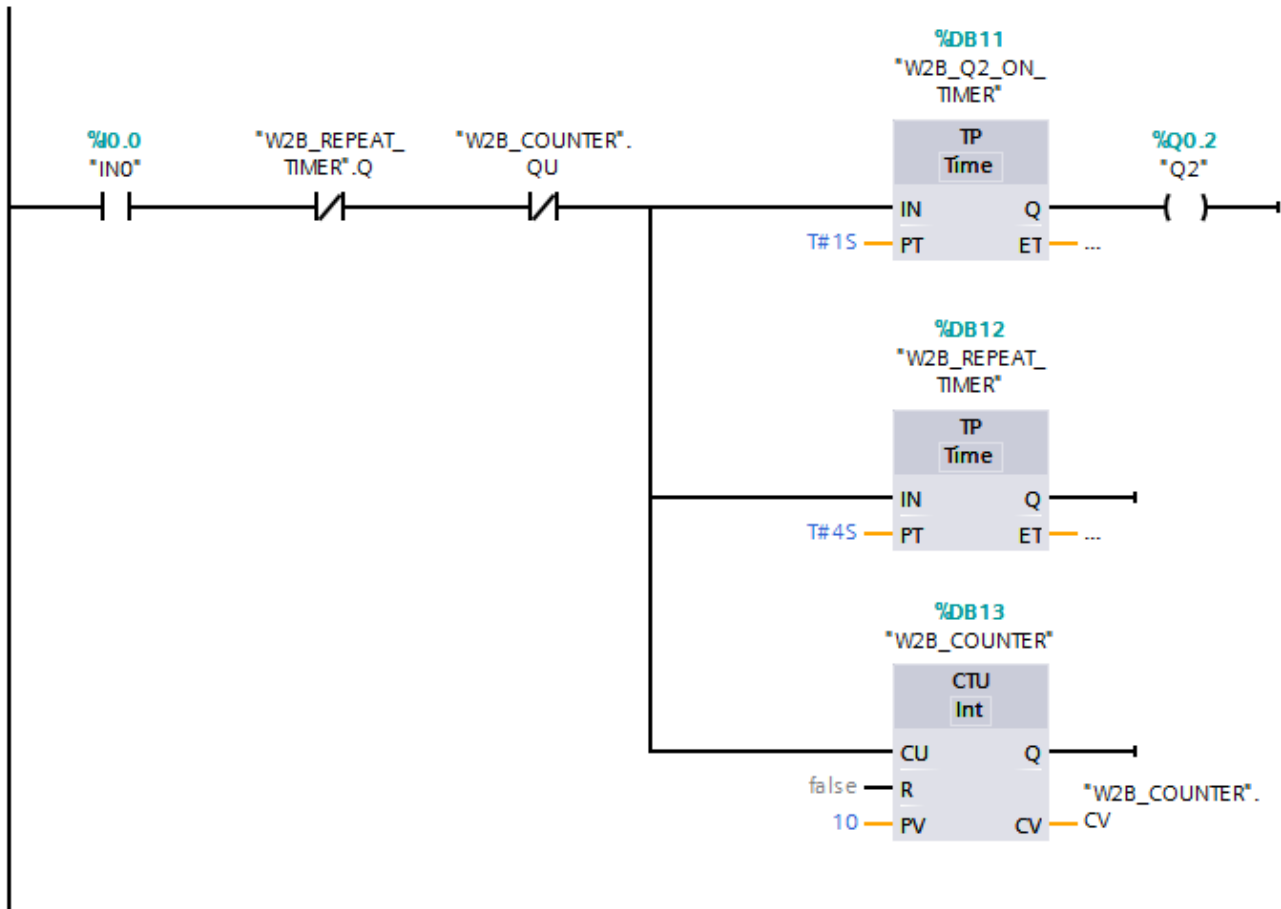 %DB11
"W2B_Q2_ON_
TIMER"
%I0.0
"IN0"
"W2B_REPEAT_
TIMER".Q
"W2B_COUNTER".
QU
TP
Time
%Q0.2
"Q2"
IN Q
T#1S PT ET ...
%DB12
"W2B_REPEAT_
TIMER"
TP
Time
IN Q
T#4S PT ET ...
%DB13
"W2B_COUNTER"
CTU
Int
CU Q
false R
10 PV CV
"W2B_COUNTER".
CV